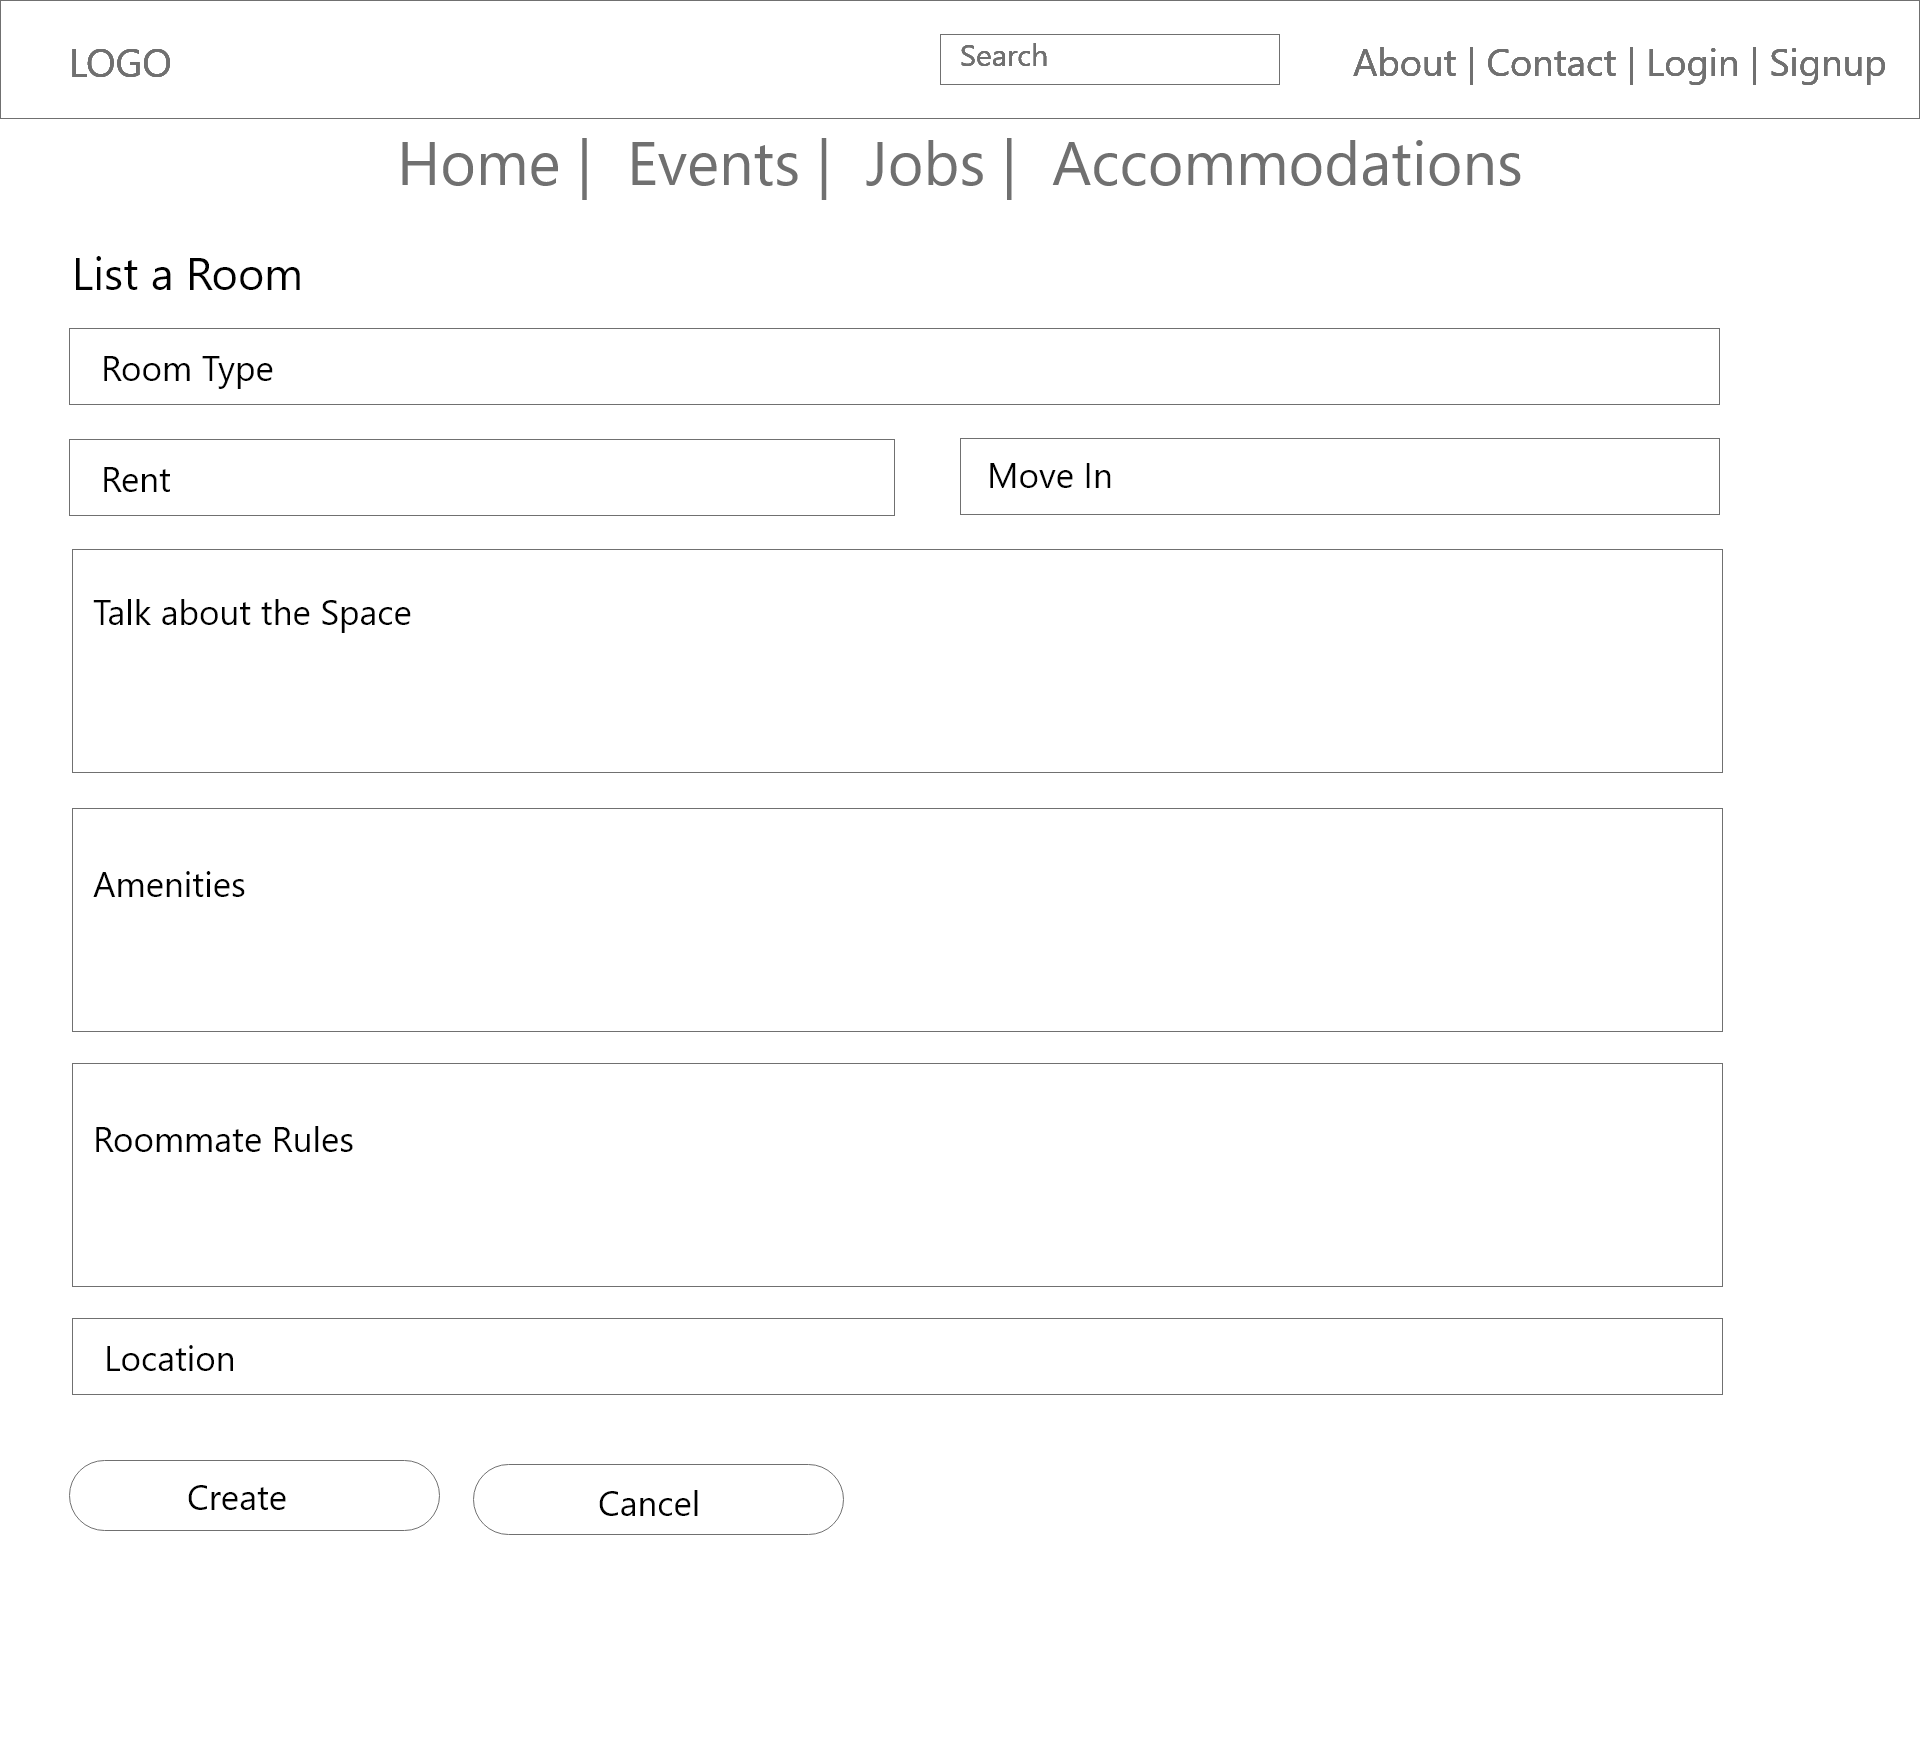 LOGO
Search
About | Contact | Login | Signup
Home | Events | Jobs | Accommodations
List a Room
Room Type
Rent
Move In
Talk about the Space
Amenities
Roommate Rules
Location
Create
Cancel